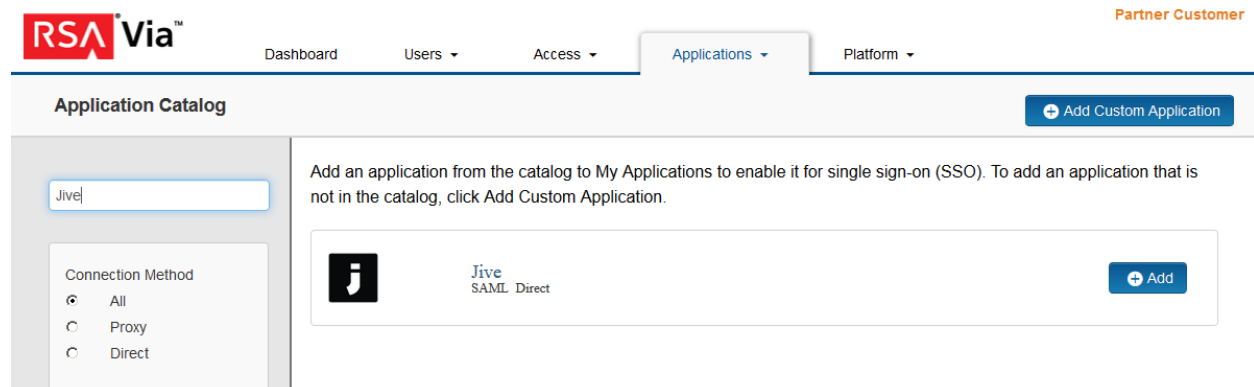 Partner Customer
RSA® Via™
Dashboard Users Access Applications Platform
Application Catalog
Add Custom Application
Jive
Add an application from the catalog to My Applications to enable it for single sign-on (SSO). To add an application that is
not in the catalog, click Add Custom Application.
Connection Method
All
Proxy
Direct
j
Jive
SAML Direct
Add